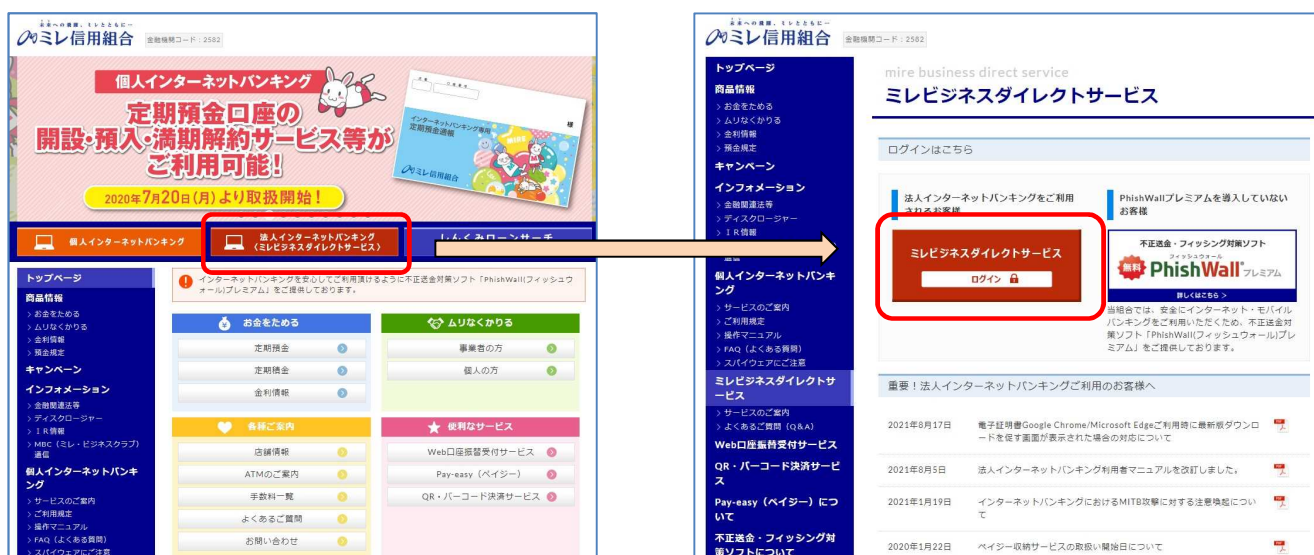 未来への貢献、ミレとともに…
ミレ信用組合
金融機関コード:2582
個人インターネットバンキング
定期預金口座の
開設・預入・満期解約サービス等が
ご利用可能!
2020年7月20日(月)より取扱開始!
インターネットバンキング専用
定期預金通帳
様
ミレ信用組合
個人インターネットバンキング
法人インターネットバンキング
(ミレビジネスダイレクトサービス)
しんくみローンサーチ
トップページ
商品情報
> お金をためる
> ムリなくかりる
> 金利情報
> 預金規定
キャンペーン
インフォメーション
> 金融関連法等
> ディスクロージャー
> IR情報
> MBC(ミレ・ビジネスクラブ)
通信
個人インターネットバンキ
ング
> サービスのご案内
> ご利用規定
> 操作マニュアル
> FAQ(よくある質問)
> スパイウェアにご注意
インターネットバンキングを安心してご利用頂けるように不正送金対策ソフト「PhishWall(フィッシュウ
ォール)プレミアム」をご提供しております。
お金をためる
定期預金
定期積金
金利情報
ムリなくかりる
事業者の方
個人の方
各種ご案内
店舗情報
ATMのご案内
手数料一覧
よくあるご質問
お問い合わせ
便利なサービス
Web口座振替受付サービス
Pay-easy(ペイジー)
QR・バーコード決済サービス
未来への貢献、ミレとともに…
ミレ信用組合
金融機関コード:2582
トップページ
商品情報
> お金をためる
> ムリなくかりる
> 金利情報
> 預金規定
キャンペーン
インフォメーション
> 金融関連法等
> ディスクロージャー
> IR情報
通信
個人インターネットバンキ
ング
> サービスのご案内
> ご利用規定
> 操作マニュアル
> FAQ(よくある質問)
> スパイウェアにご注意
ミレビジネスダイレクトサ
ービス
> サービスのご案内
> よくあるご質問(Q&A)
Web口座振替受付サービス
QR・バーコード決済サービ
ス
Pay-easy(ペイジー)につ
いて
不正送金・フィッシング対
策ソフトについて
mire business direct service
ミレビジネスダイレクトサービス
ログインはこちら
法人インターネットバンキングをご利用
されるお客様
ミレビジネスダイレクトサービス
ログイン
PhishWallプレミアムを導入していない
お客様
不正送金・フィッシング対策ソフト
フィッシュウォール
無料 PhishWall プレミアム
詳しくはこちら >
当組合では、安全にインターネット・モバイル
バンキングをご利用いただくため、不正送金対
策ソフト「PhishWall(フィッシュウォール)プレ
ミアム」をご提供しております。
重要!法人インターネットバンキングご利用のお客様へ
2021年8月17日 電子証明書Google Chrome/Microsoft Edgeご利用時に最新版ダウンロ
ードを促す画面が表示された場合の対応について
2021年8月5日 法人インターネットバンキング利用者マニュアルを改訂しました。
2021年1月19日 インターネットバンキングにおけるMITB攻撃に対する注意喚起につい
て
2020年1月22日 ペイジー収納サービスの取扱い開始日について